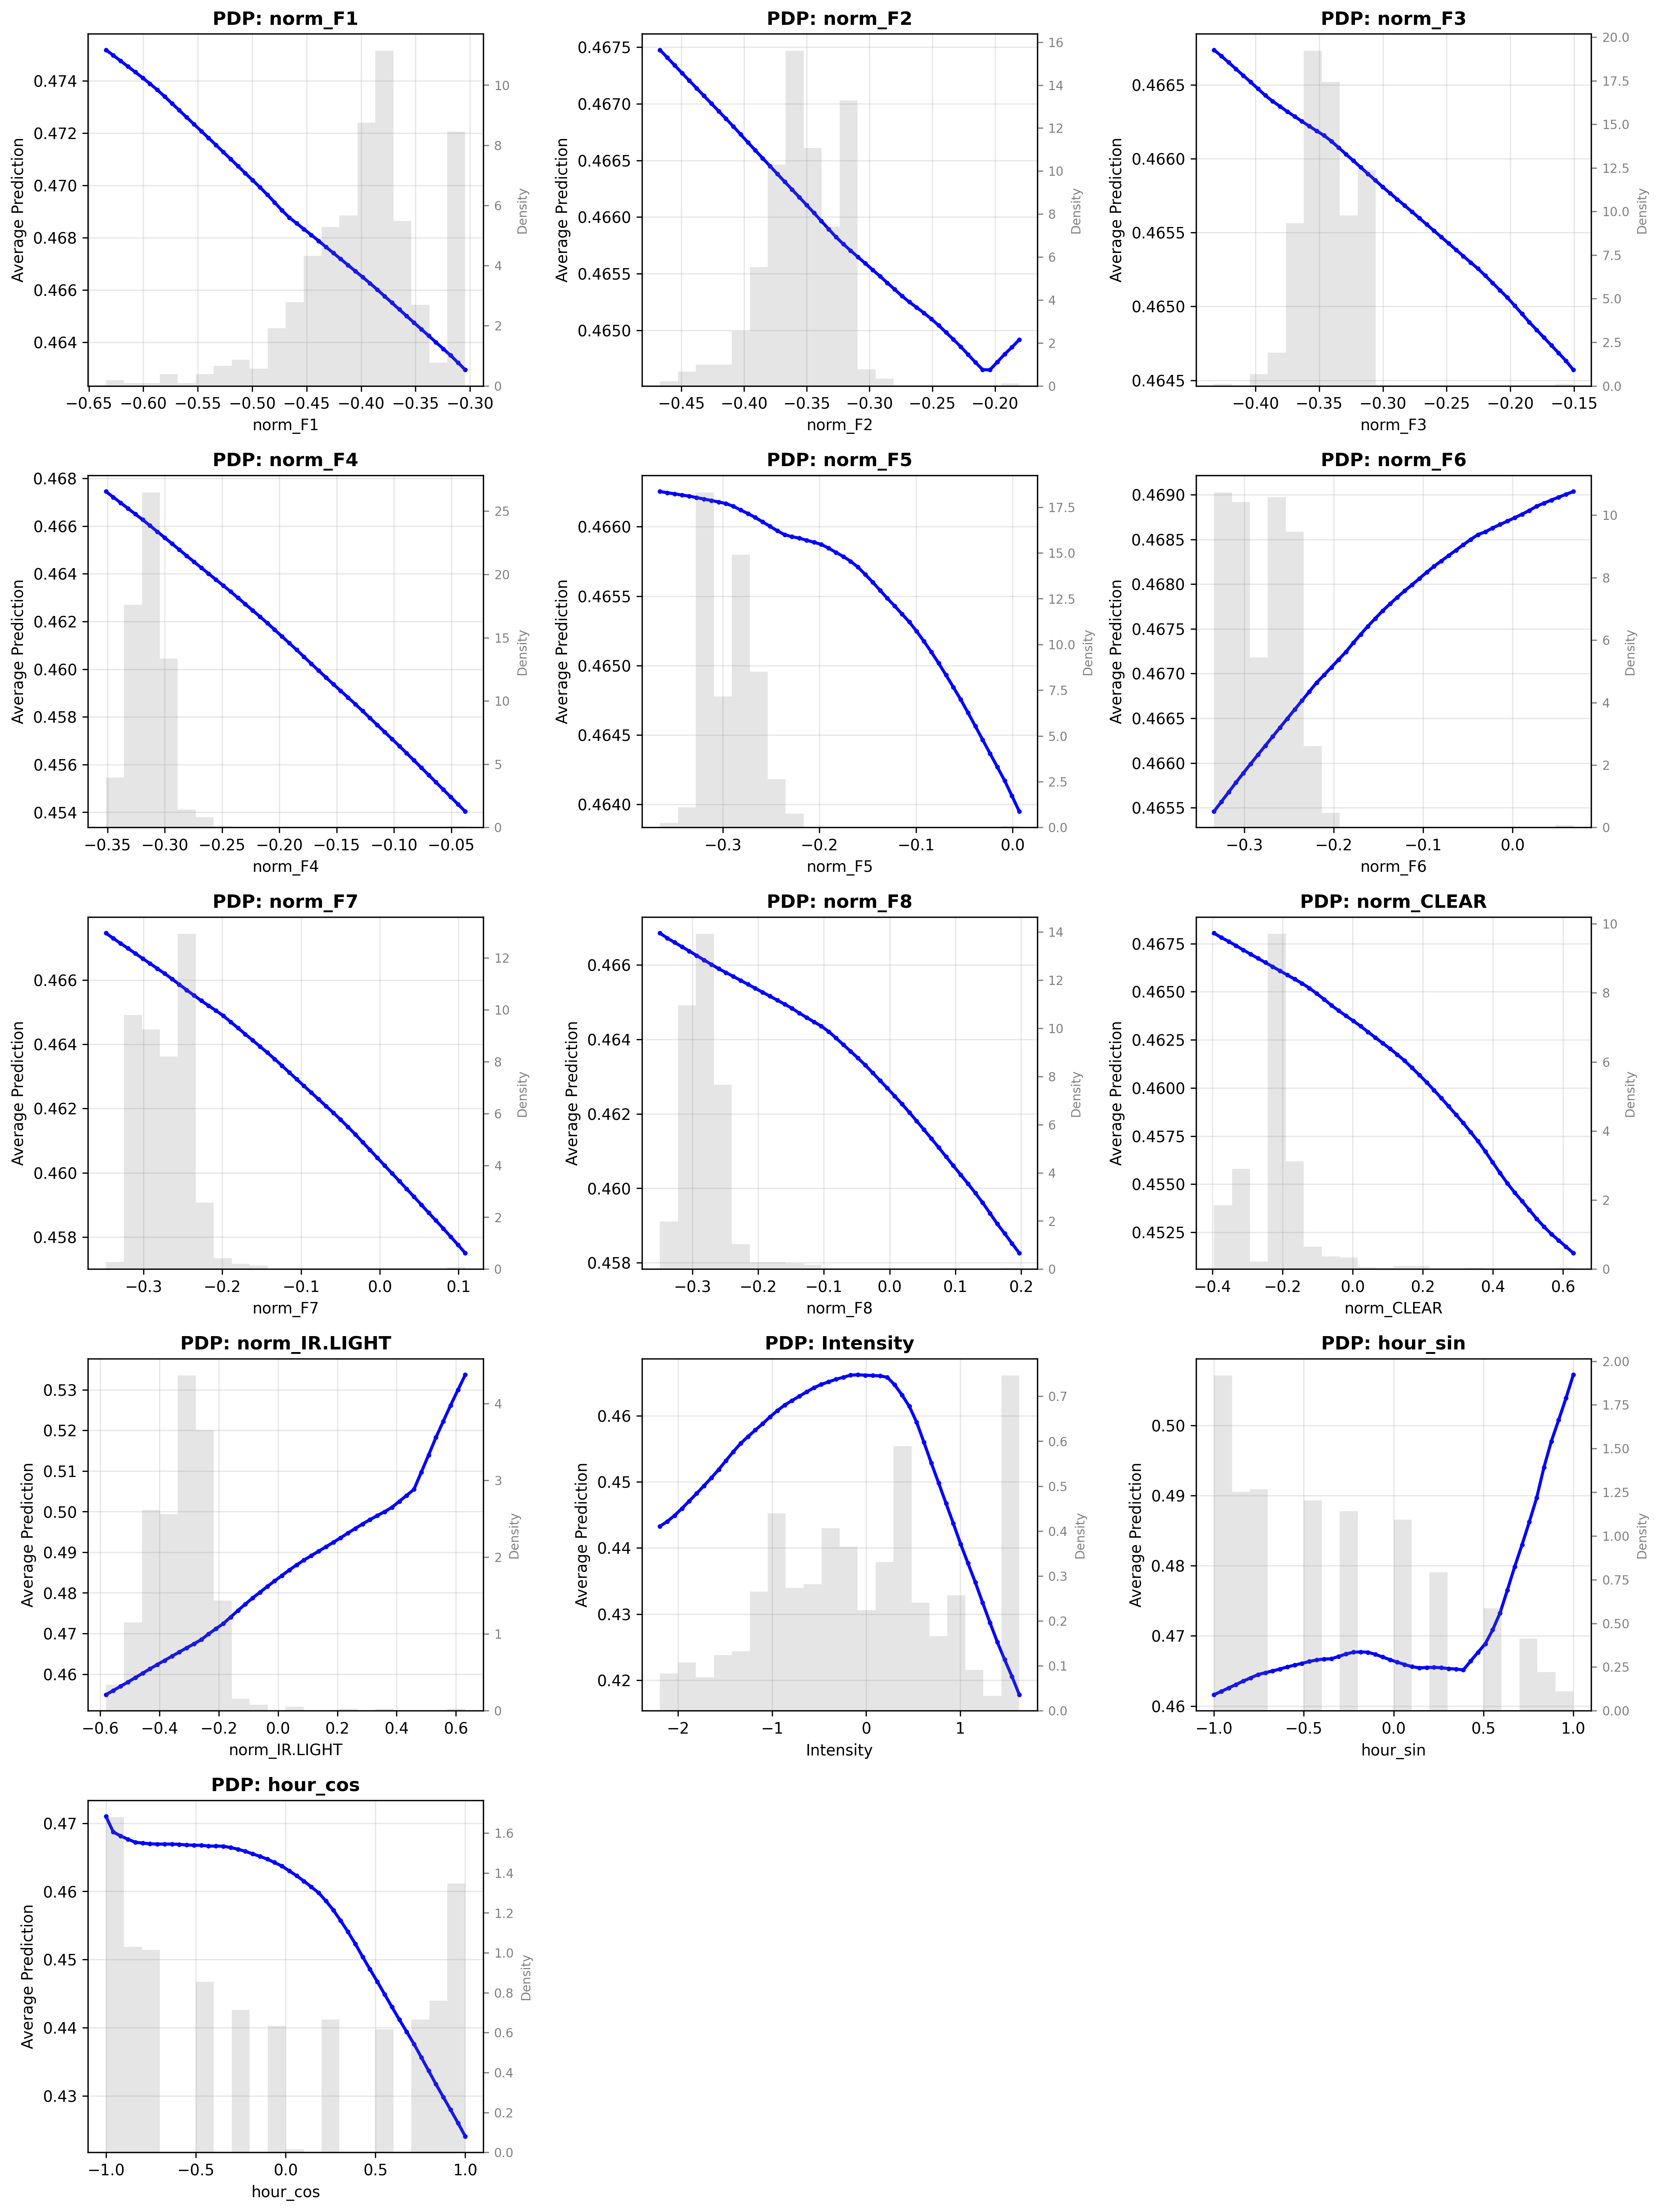 PDP: norm_F1
PDP: norm_F2
PDP: norm_F3
0.474
0.472
0.470
0.468
0.466
0.464
Average Prediction
10
8
6
4
2
0
Density
−0.65 −0.60 −0.55 −0.50 −0.45 −0.40 −0.35 −0.30
norm_F1
0.4675
0.4670
0.4665
0.4660
0.4655
0.4650
Average Prediction
16
14
12
10
8
6
4
2
0
Density
−0.45 −0.40 −0.35 −0.30 −0.25 −0.20
norm_F2
0.4665
0.4660
0.4655
0.4650
0.4645
Average Prediction
20.0
17.5
15.0
12.5
10.0
7.5
5.0
2.5
0.0
Density
−0.40 −0.35 −0.30 −0.25 −0.20 −0.15
norm_F3
PDP: norm_F4
PDP: norm_F5
PDP: norm_F6
0.468
0.466
0.464
0.462
0.460
0.458
0.456
0.454
Average Prediction
25
20
15
10
5
0
Density
−0.35 −0.30 −0.25 −0.20 −0.15 −0.10 −0.05
norm_F4
0.4660
0.4655
0.4650
0.4645
0.4640
Average Prediction
17.5
15.0
12.5
10.0
7.5
5.0
2.5
0.0
Density
−0.3 −0.2 −0.1 0.0
norm_F5
0.4690
0.4685
0.4680
0.4675
0.4670
0.4665
0.4660
0.4655
Average Prediction
10
8
6
4
2
0
Density
−0.3 −0.2 −0.1 0.0
norm_F6
PDP: norm_F7
PDP: norm_F8
PDP: norm_CLEAR
0.466
0.464
0.462
0.460
0.458
Average Prediction
12
10
8
6
4
2
0
Density
−0.3 −0.2 −0.1 0.0 0.1
norm_F7
0.466
0.464
0.462
0.460
0.458
Average Prediction
14
12
10
8
6
4
2
0
Density
−0.3 −0.2 −0.1 0.0 0.1 0.2
norm_F8
0.4675
0.4650
0.4625
0.4600
0.4575
0.4550
0.4525
Average Prediction
10
8
6
4
2
0
Density
−0.4 −0.2 0.0 0.2 0.4 0.6
norm_CLEAR
PDP: norm_IR.LIGHT
PDP: Intensity
PDP: hour_sin
0.53
0.52
0.51
0.50
0.49
0.48
0.47
0.46
Average Prediction
4
3
2
1
0
Density
−0.6 −0.4 −0.2 0.0 0.2 0.4 0.6
norm_IR.LIGHT
0.46
0.45
0.44
0.43
0.42
Average Prediction
0.7
0.6
0.5
0.4
0.3
0.2
0.1
0.0
Density
−2 −1 0 1
Intensity
0.50
0.49
0.48
0.47
0.46
Average Prediction
2.00
1.75
1.50
1.25
1.00
0.75
0.50
0.25
0.00
Density
−1.0 −0.5 0.0 0.5 1.0
hour_sin
PDP: hour_cos
0.47
0.46
0.45
0.44
0.43
Average Prediction
1.6
1.4
1.2
1.0
0.8
0.6
0.4
0.2
0.0
Density
−1.0 −0.5 0.0 0.5 1.0
hour_cos